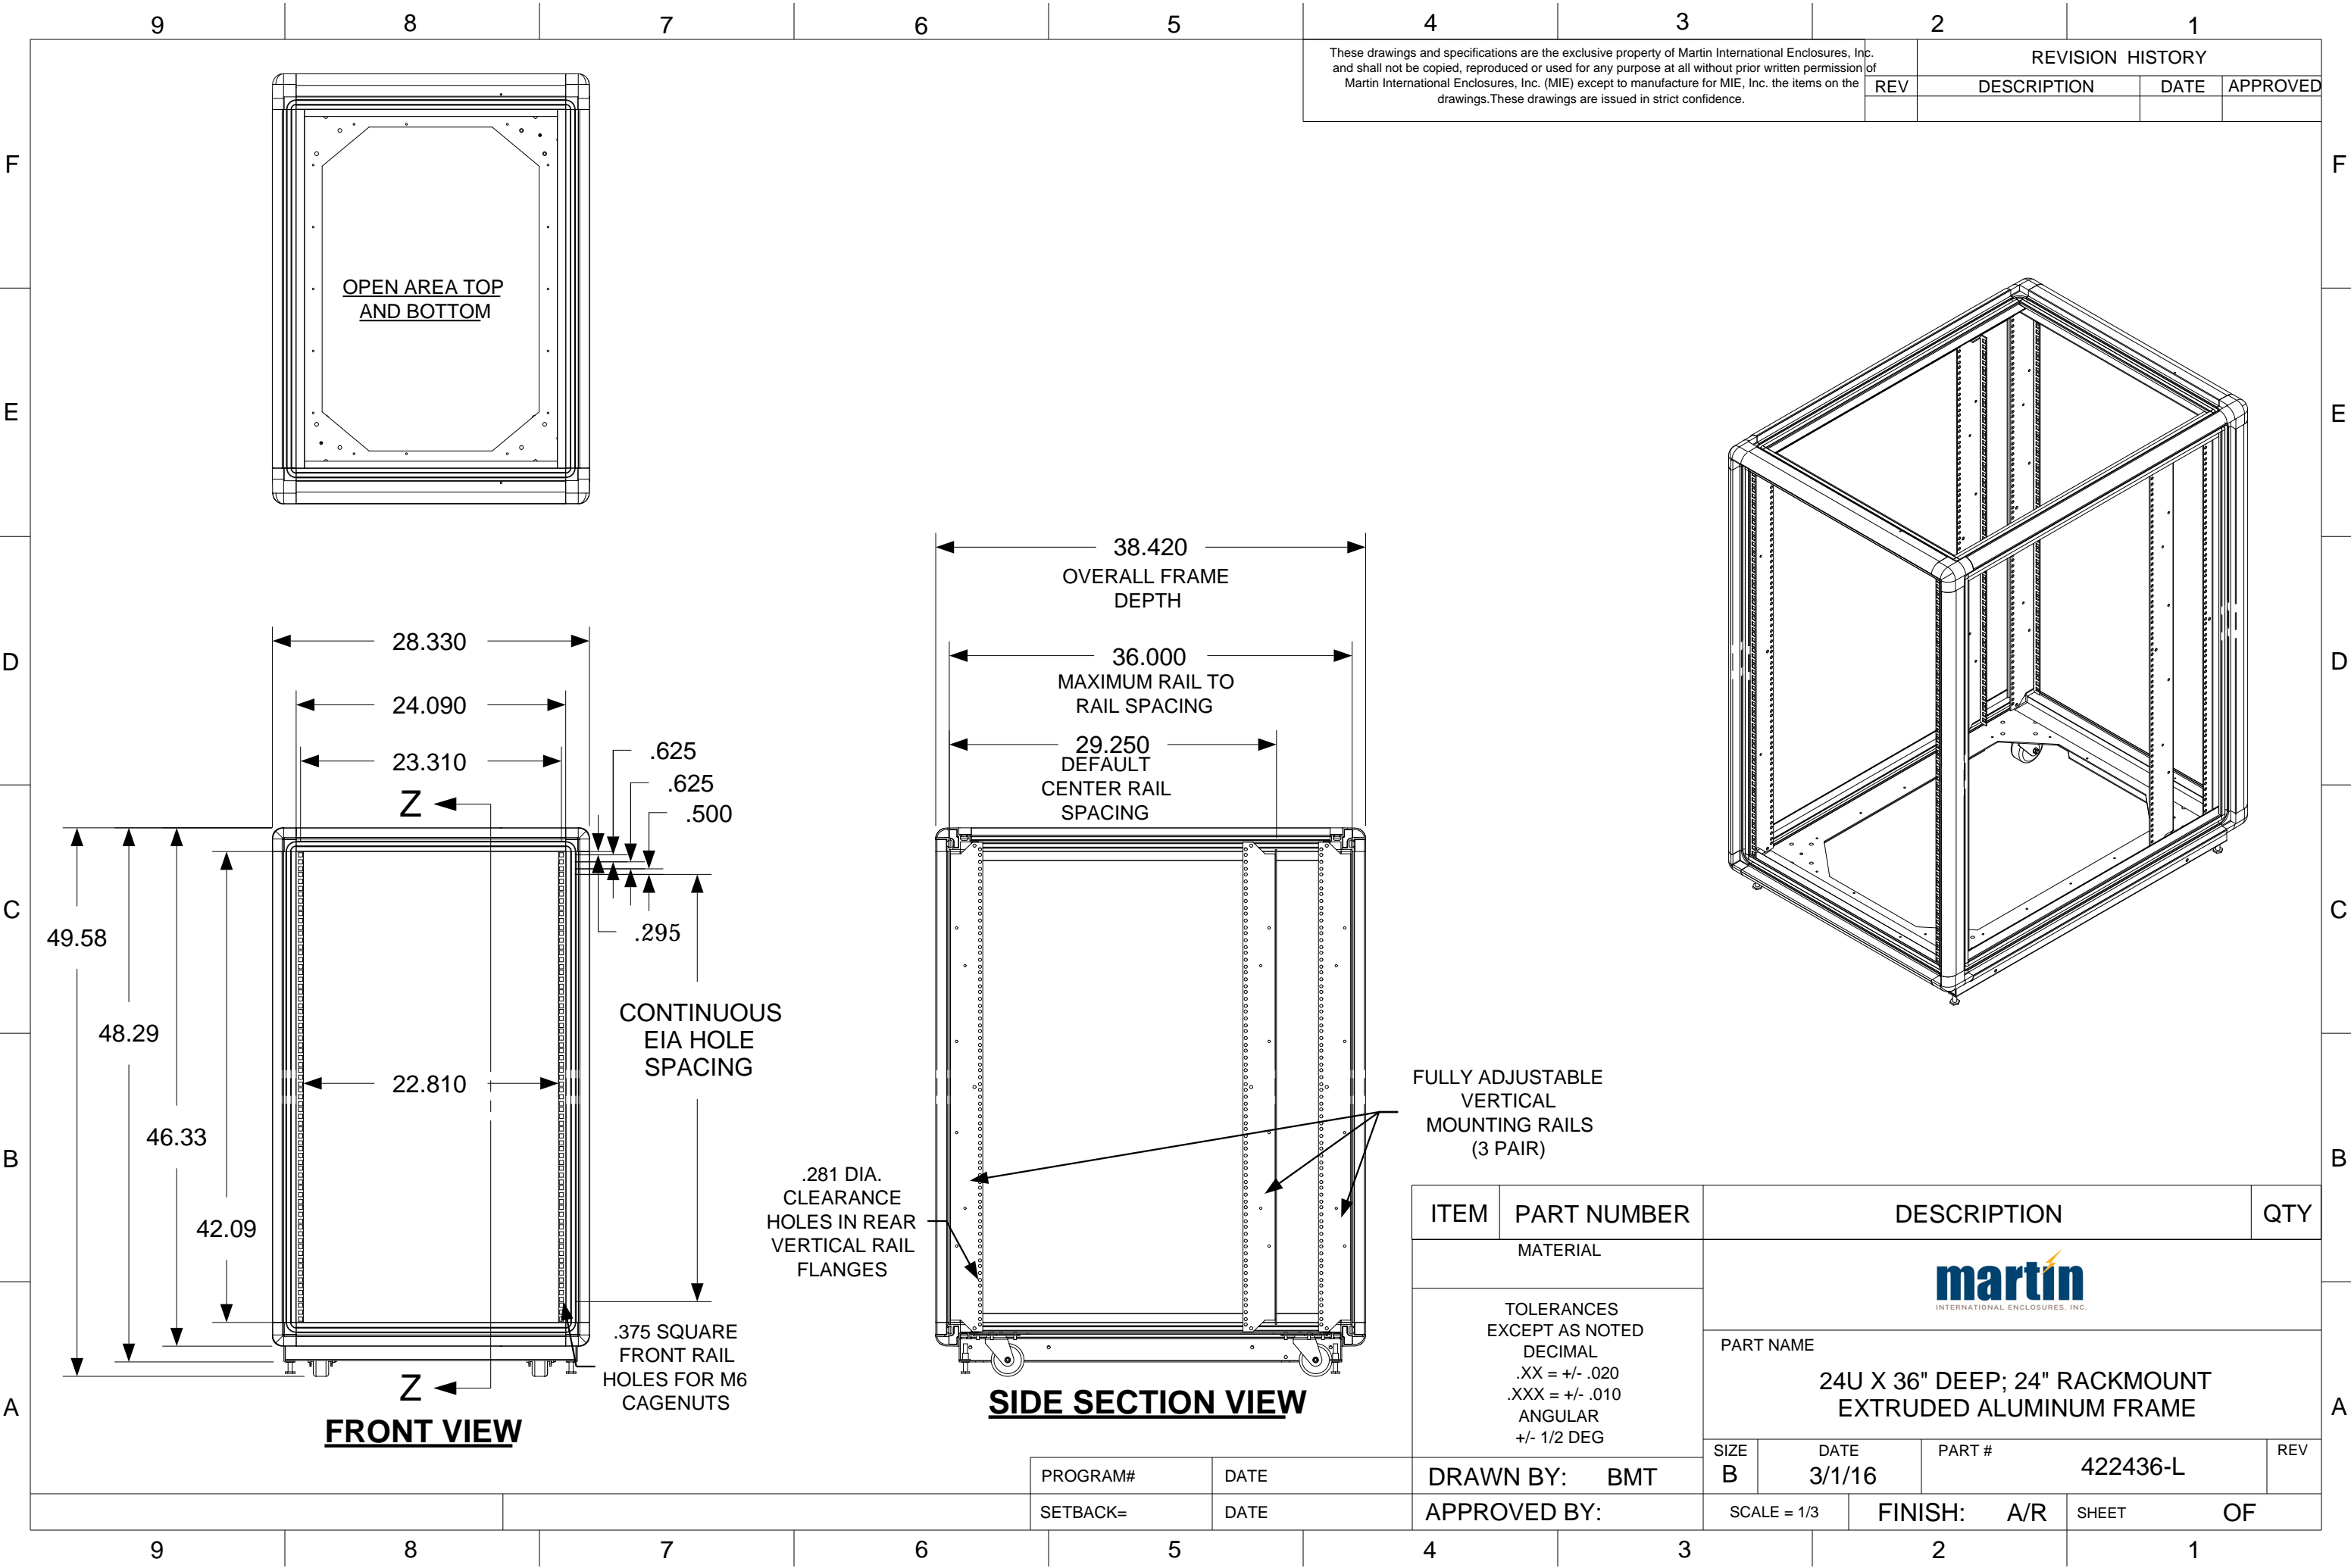 9 8 7 6 5 4 3 2 1
These drawings and specifications are the exclusive property of Martin International Enclosures, Inc.
and shall not be copied, reproduced or used for any purpose at all without prior written permission of
Martin International Enclosures, Inc. (MIE) except to manufacture for MIE, Inc. the items on the
drawings.These drawings are issued in strict confidence.
REVISION HISTORY
REV DESCRIPTION DATE APPROVED
F F
OPEN AREA TOP
AND BOTTOM
E E
38.420
OVERALL FRAME
DEPTH
28.330
36.000
MAXIMUM RAIL TO
RAIL SPACING
D D
24.090
29.250
DEFAULT
CENTER RAIL
SPACING
23.310
.625
.625
.500
Z
C C
49.58
.295
48.29
CONTINUOUS
EIA HOLE
SPACING
22.810
46.33
FULLY ADJUSTABLE
VERTICAL
MOUNTING RAILS
(3 PAIR)
B B
.281 DIA.
CLEARANCE
HOLES IN REAR
VERTICAL RAIL
FLANGES
42.09
.375 SQUARE
FRONT RAIL
HOLES FOR M6
CAGENUTS
Z
FRONT VIEW
SIDE SECTION VIEW
A A
ITEM PART NUMBER DESCRIPTION QTY
MATERIAL
martin
INTERNATIONAL ENCLOSURES, INC.
TOLERANCES
EXCEPT AS NOTED
DECIMAL
.XX = +/- .020
.XXX = +/- .010
ANGULAR
+/- 1/2 DEG
PART NAME
24U X 36" DEEP; 24" RACKMOUNT
EXTRUDED ALUMINUM FRAME
SIZE DATE PART # REV
B 3/1/16 422436-L
PROGRAM# DATE DRAWN BY: BMT
SETBACK= DATE APPROVED BY: SCALE = 1/3 FINISH: A/R SHEET OF
9 8 7 6 5 4 3 2 1